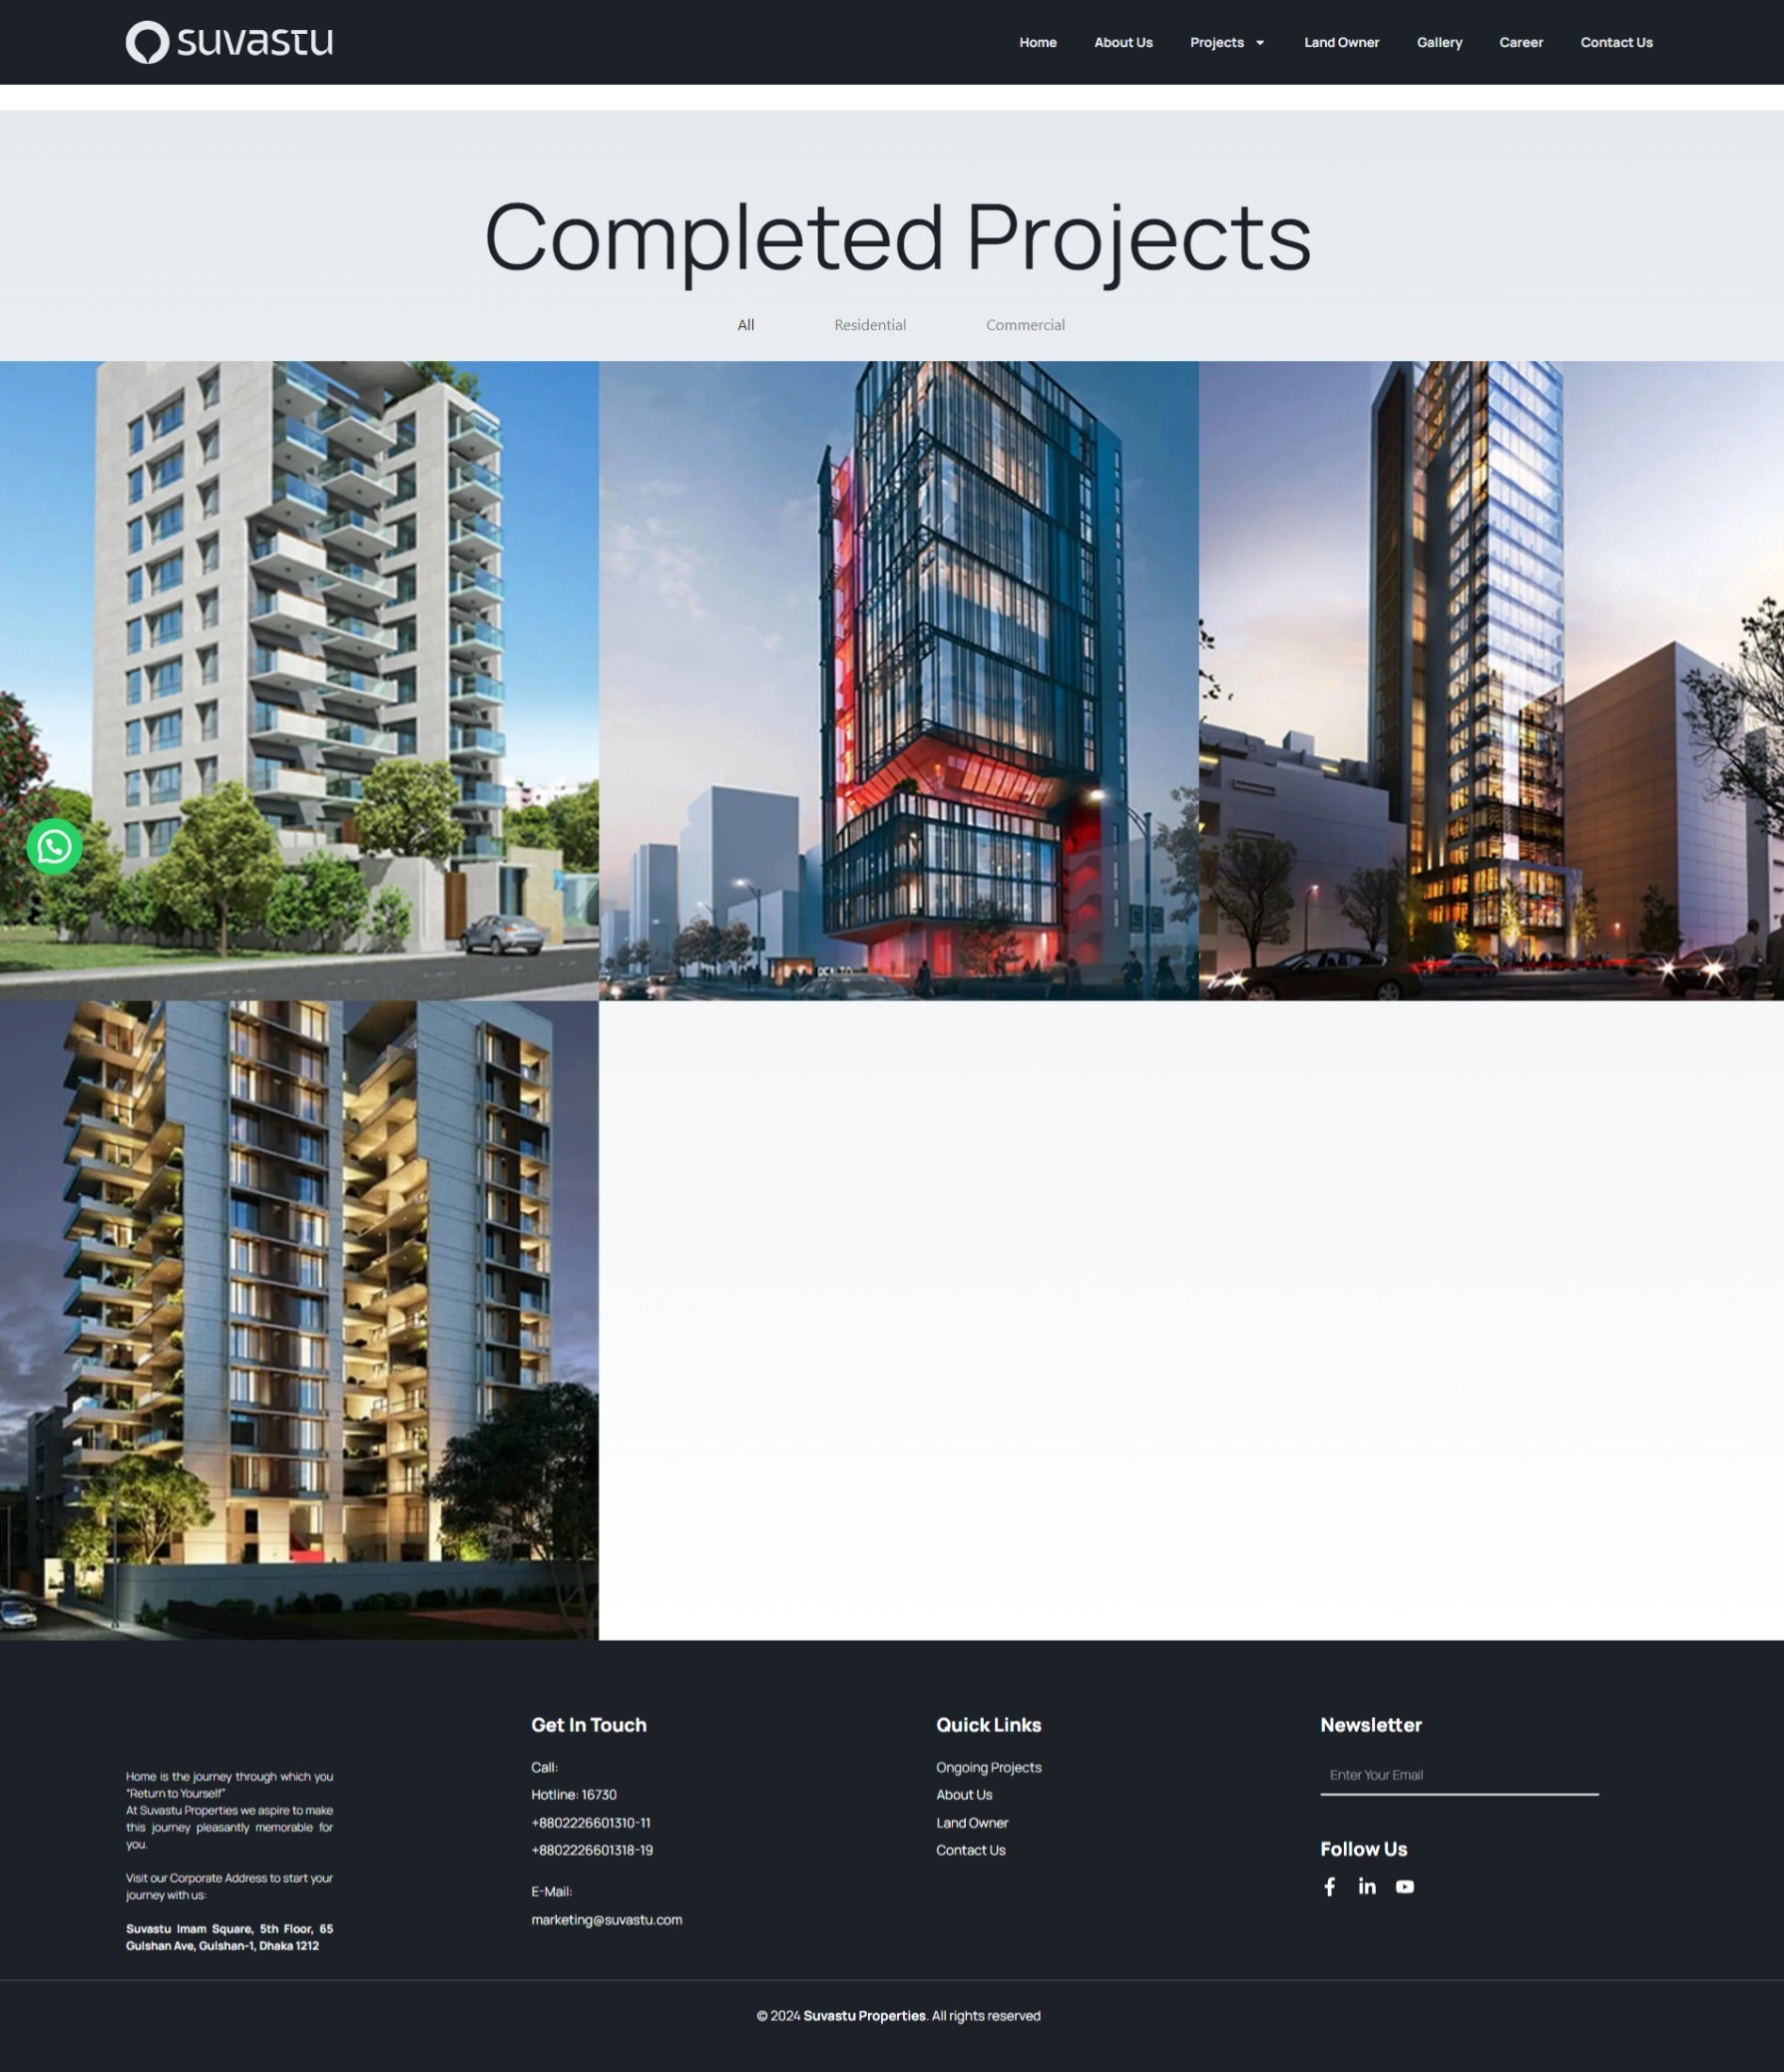 suvastu
Home About Us Projects Land Owner Gallery Career Contact Us
Completed Projects
All Residential Commercial
Home is the journey through which you
"Return to Yourself"
At Suvastu Properties we aspire to make
this journey pleasantly memorable for
you.
Visit our Corporate Address to start your
journey with us:
Suvastu Imam Square, 5th Floor, 65
Gulshan Ave, Gulshan-1, Dhaka 1212
Get In Touch
Call:
Hotline: 16730
+8802226601310-11
+8802226601318-19
E-Mail:
marketing@suvastu.com
Quick Links
Ongoing Projects
About Us
Land Owner
Contact Us
Newsletter
Enter Your Email
Follow Us
© 2024 Suvastu Properties. All rights reserved